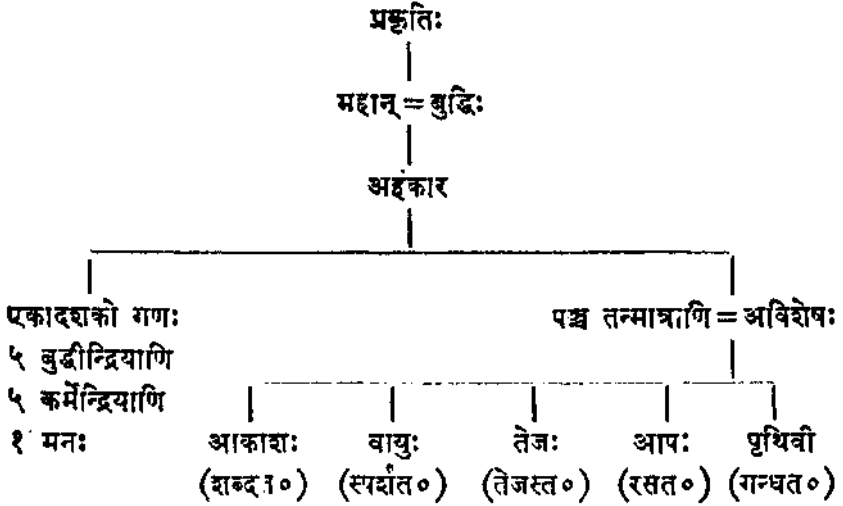 प्रकृतिः
महान् = बुद्धिः
अहंकार
एकादशको गणः
५ बुद्धीन्द्रियाणि
५ कर्मेन्द्रियाणि
१ मनः
पञ्च तन्मात्राणि = अविशेषः
आकाशः वायुः तेजः आपः पृथिवी
(शब्दत०) (स्पर्शत०) (तेजस्त०) (रसत०) (गन्धत०)